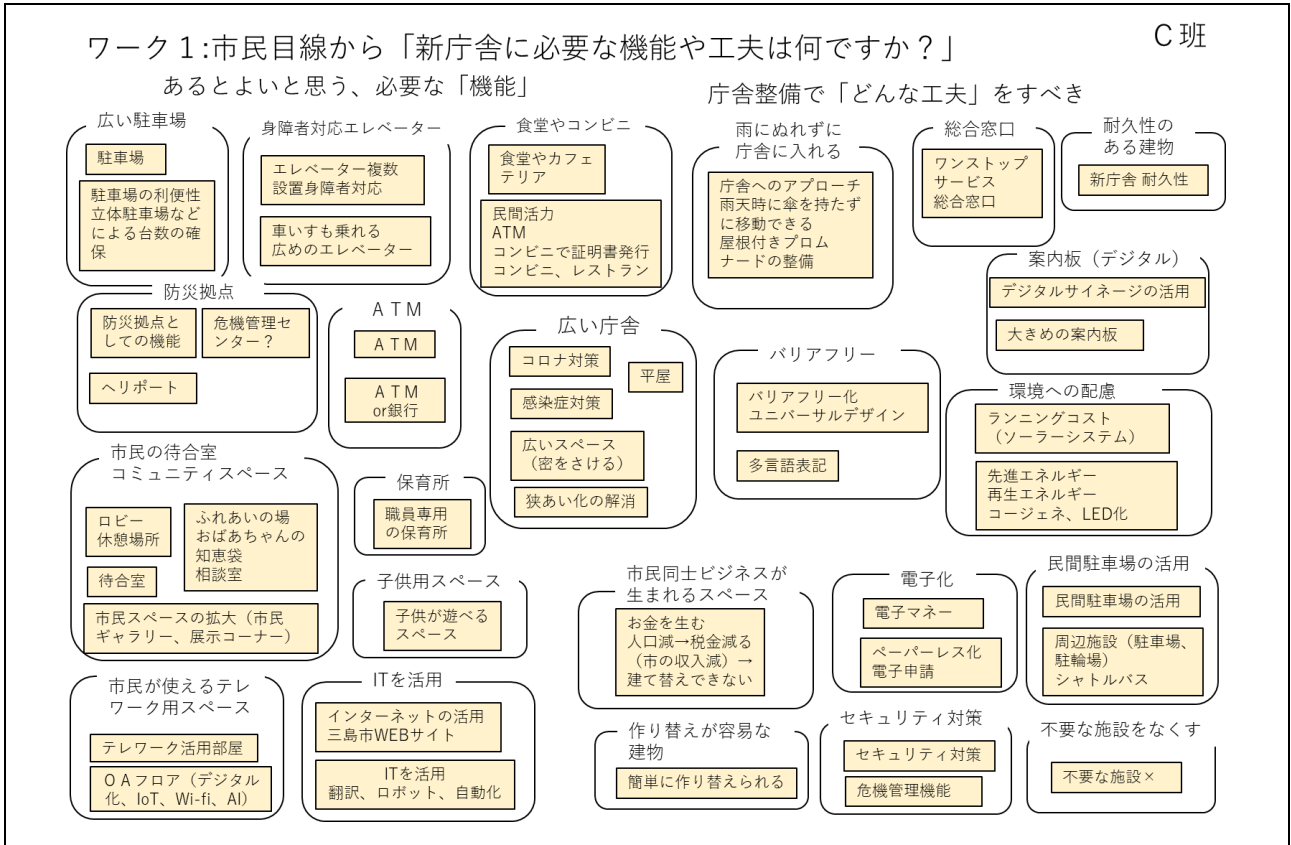 ワーク1:市民目線から「新庁舎に必要な機能や工夫は何ですか？」
C班
あるとよいと思う、必要な「機能」
広い駐車場
駐車場
駐車場の利便性
立体駐車場など
による台数の確
保
身障者対応エレベーター
エレベーター複数
設置身障者対応
車いすも乗れる
広めのエレベーター
食堂やコンビニ
食堂やカフェ
テリア
民間活力
ATM
コンビニで証明書発行
コンビニ、レストラン
防災拠点
防災拠点と
しての機能
危機管理セ
ンター？
ヘリポート
ＡＴＭ
ＡＴＭ
ＡＴＭ
or銀行
広い庁舎
コロナ対策
平屋
感染症対策
広いスペース
（密をさける）
狭あい化の解消
市民の待合室
コミュニティスペース
ロビー
休憩場所
ふれあいの場
おばあちゃんの
知恵袋
相談室
待合室
市民スペースの拡大（市民
ギャラリー、展示コーナー）
保育所
職員専用
の保育所
子供用スペース
子供が遊べる
スペース
市民が使えるテレ
ワーク用スペース
テレワーク活用部屋
ＯＡフロア（デジタル
化、IoT、Wi-fi、AI）
ITを活用
インターネットの活用
三島市WEBサイト
ITを活用
翻訳、ロボット、自動化
庁舎整備で「どんな工夫」をすべき
雨にぬれずに
庁舎に入れる
庁舎へのアプローチ
雨天時に傘を持たず
に移動できる
屋根付きプロム
ナードの整備
総合窓口
ワンストップ
サービス
総合窓口
耐久性の
ある建物
新庁舎 耐久性
案内板（デジタル）
デジタルサイネージの活用
大きめの案内板
バリアフリー
バリアフリー化
ユニバーサルデザイン
多言語表記
環境への配慮
ランニングコスト
（ソーラーシステム）
先進エネルギー
再生エネルギー
コージェネ、LED化
市民同士ビジネスが
生まれるスペース
お金を生む
人口減→税金減る
（市の収入減）→
建て替えできない
電子化
電子マネー
ペーパーレス化
電子申請
民間駐車場の活用
民間駐車場の活用
周辺施設（駐車場、
駐輪場）
シャトルバス
作り替えが容易な
建物
簡単に作り替えられる
セキュリティ対策
セキュリティ対策
危機管理機能
不要な施設をなくす
不要な施設×